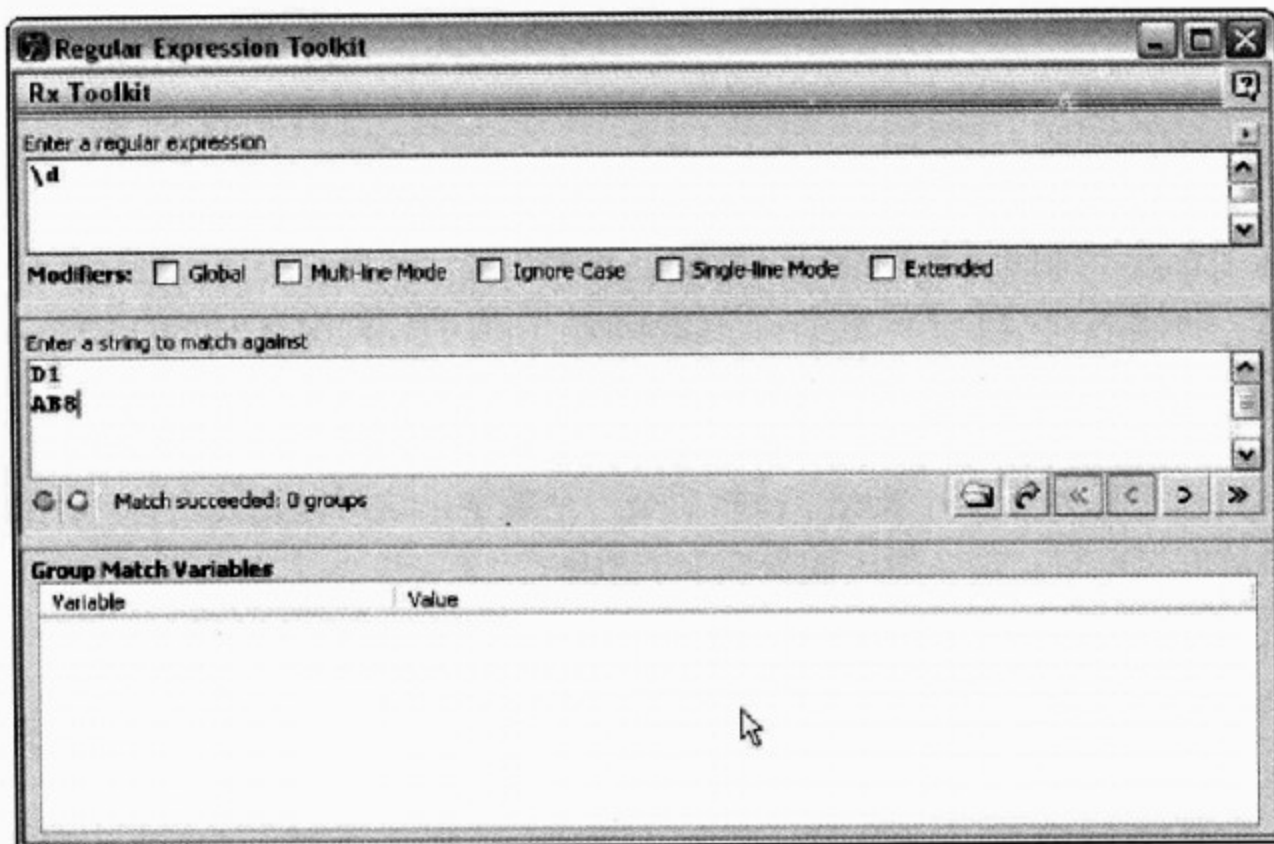 Regular Expression Toolkit
Rx Toolkit
Enter a regular expression
\d
Modifiers: Global Multi-line Mode Ignore Case Single-line Mode Extended
Enter a string to match against
D1
AB8
Match succeeded: 0 groups
Group Match Variables
Variable Value